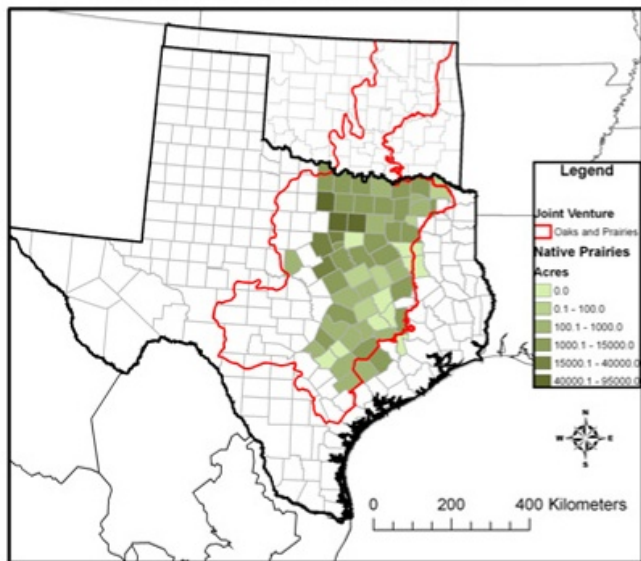 Legend
Joint Venture
Oaks and Prairies
Native Prairies
Acres
0.0
0.1 - 100.0
100.1 - 1000.0
1000.1 - 15000.0
15000.1 - 40000.0
40000.1 - 95000.0
N
W E
S
0 200 400 Kilometers